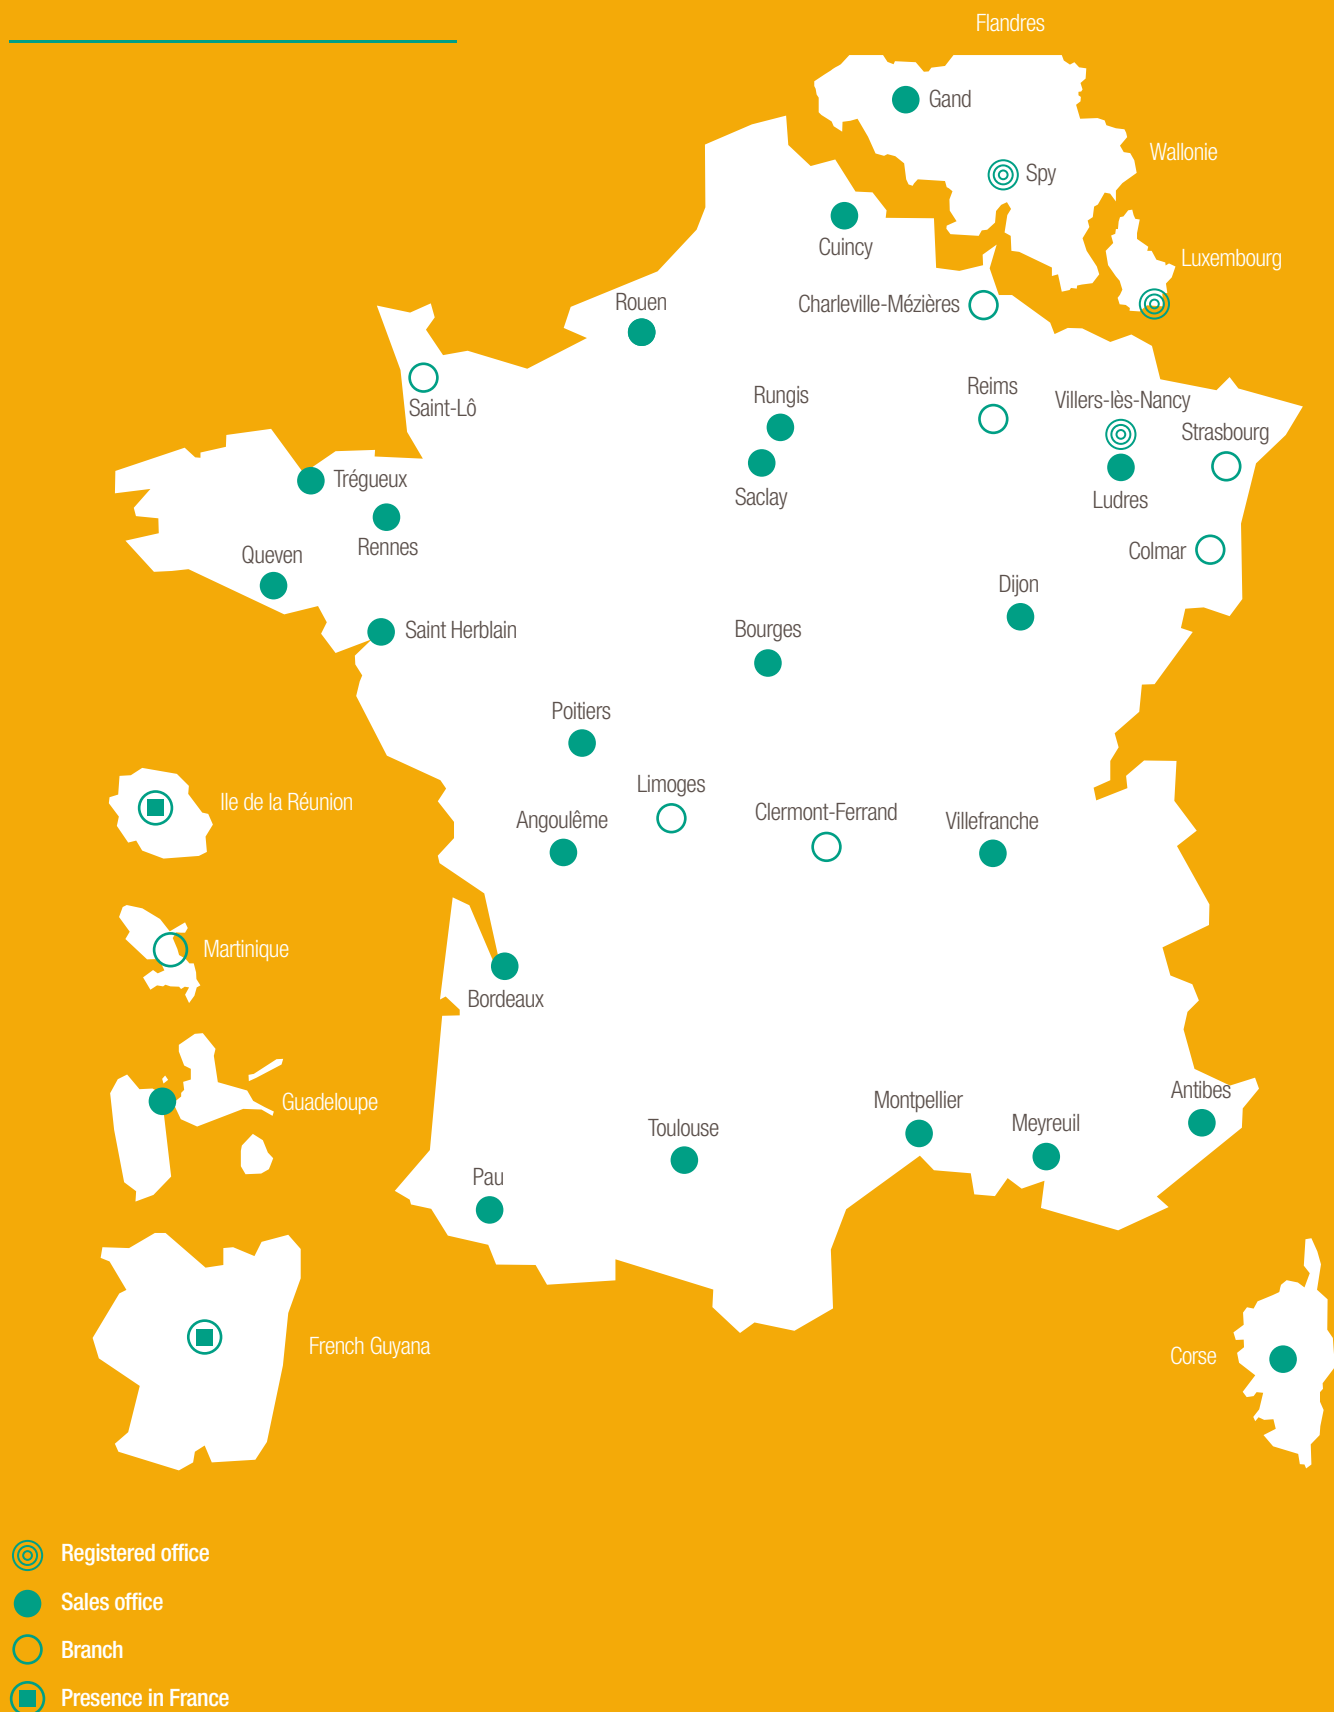 Flandres
Gand
Wallonie
Spy
Cuincy
Luxembourg
Rouen
Charleville-Mézières
Saint-Lô
Rungis
Reims
Villers-lès-Nancy
Strasbourg
Trégueux
Saclay
Ludres
Rennes
Queven
Colmar
Dijon
Saint Herblain
Bourges
Poitiers
Limoges
Ile de la Réunion
Angoulême
Clermont-Ferrand
Villefranche
Martinique
Bordeaux
Guadeloupe
Montpellier
Antibes
Toulouse
Meyreuil
Pau
French Guyana
Corse
Registered office
Sales office
Branch
Presence in France